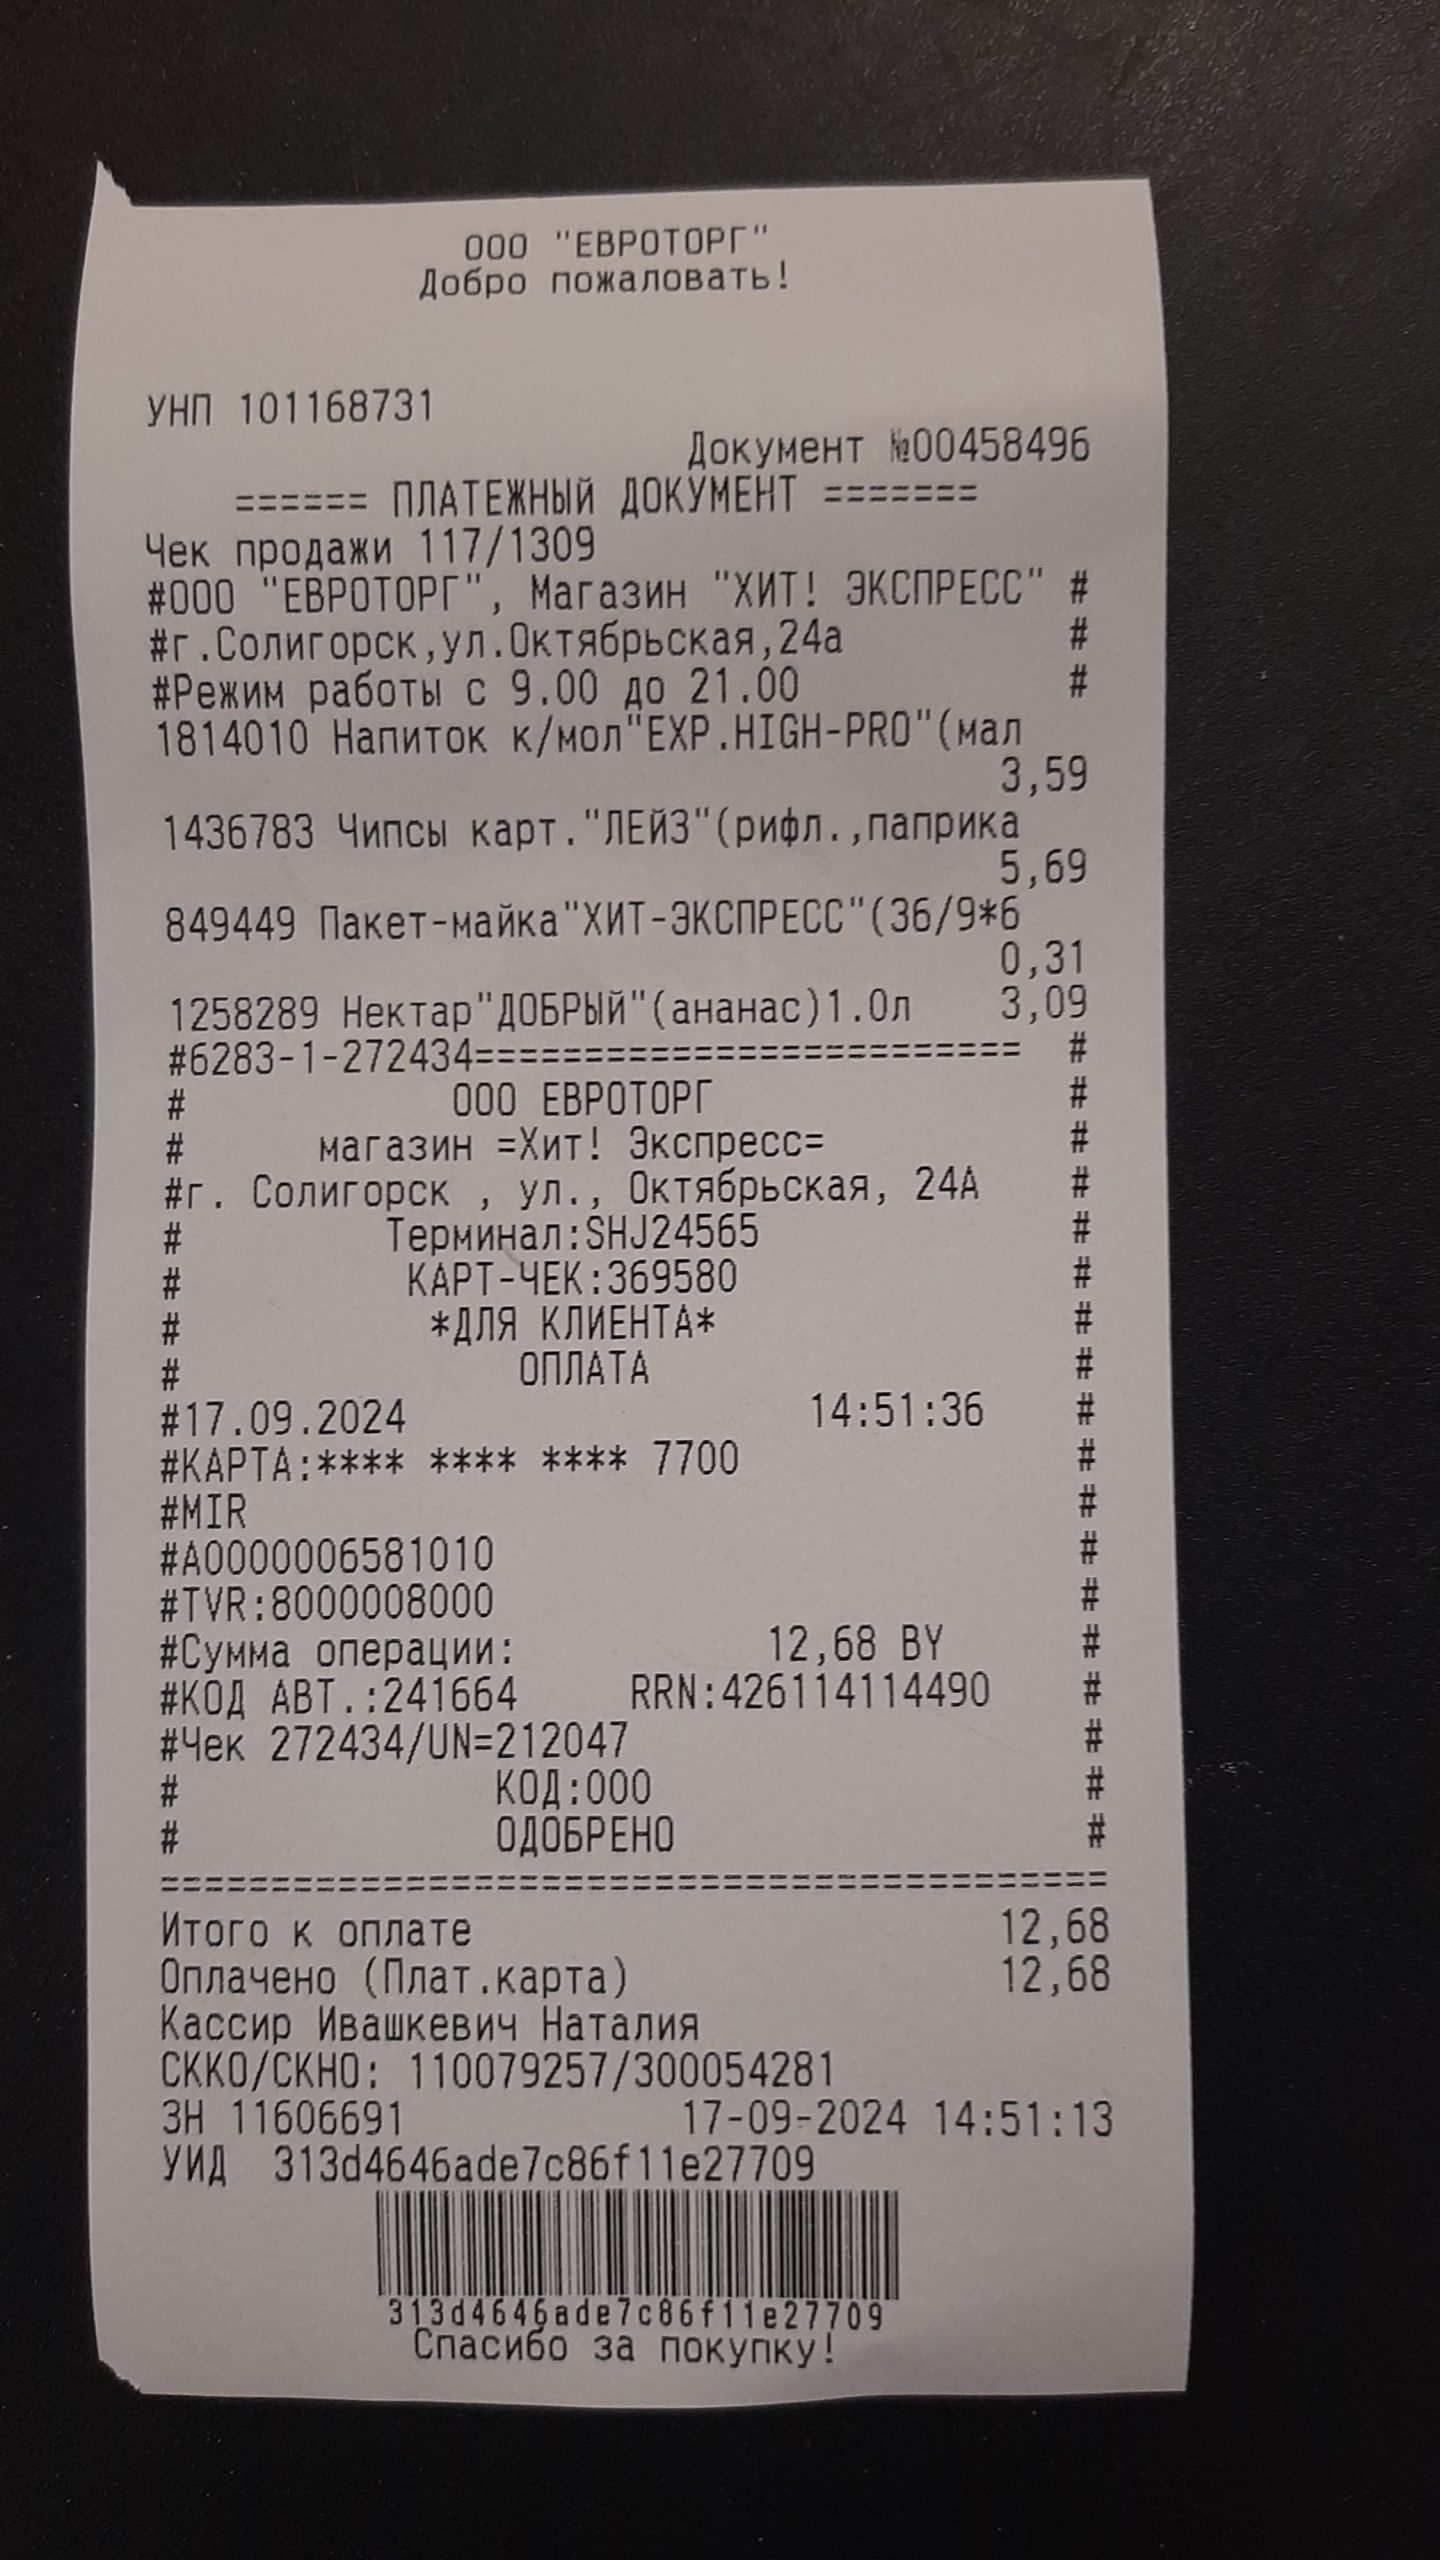 ООО "ЕВРОТОРГ"
Добро пожаловать!
УНП 101168731
Документ №00458496
====== ПЛАТЕЖНЫЙ ДОКУМЕНТ =======
Чек продажи 117/1309
#ООО "ЕВРОТОРГ", Магазин "ХИТ! ЭКСПРЕСС" #
#г.Солигорск,ул.Октябрьская,24а #
#Режим работы с 9.00 до 21.00 #
1814010 Напиток к/мол"EXP.HIGH-PRO"(мал
3,59
1436783 Чипсы карт."ЛЕЙЗ"(рифл.,паприка
5,69
849449 Пакет-майка"ХИТ-ЭКСПРЕСС"(36/9*6
0,31
1258289 Нектар"ДОБРЫЙ"(ананас)1.0л 3,09
#6283-1-272434========================= #
# ООО ЕВРОТОРГ #
# магазин =Хит! Экспресс= #
#г. Солигорск , ул., Октябрьская, 24А #
# Терминал:SHJ24565 #
# КАРТ-ЧЕК:369580 #
# *ДЛЯ КЛИЕНТА* #
# ОПЛАТА #
#17.09.2024 14:51:36 #
#КАРТА:**** **** **** 7700 #
#MIR #
#A0000006581010 #
#TVR:8000008000 #
#Сумма операции: 12,68 BY #
#КОД АВТ.:241664 RRN:426114114490 #
#Чек 272434/UN=212047 #
# КОД:000 #
# ОДОБРЕНО #
==========================================
Итого к оплате 12,68
Оплачено (Плат.карта) 12,68
Кассир Ивашкевич Наталия
СККО/СКНО: 110079257/300054281
ЗН 11606691 17-09-2024 14:51:13
УИД 313d4646ade7c86f11e27709
313d4646ade7c86f11e27709
Спасибо за покупку!